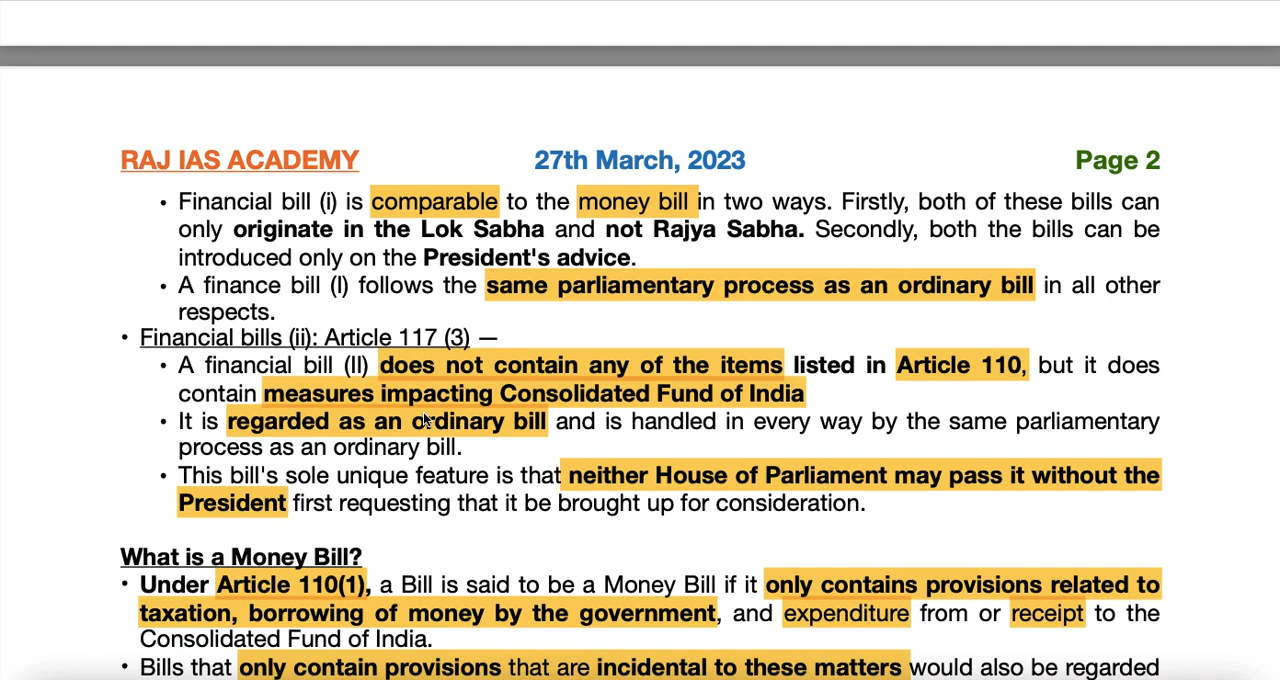 RAJ IAS ACADEMY 27th March, 2023 Page 2
• Financial bill (i) is comparable to the money bill in two ways. Firstly, both of these bills can
only originate in the Lok Sabha and not Rajya Sabha. Secondly, both the bills can be
introduced only on the President's advice.
• A finance bill (I) follows the same parliamentary process as an ordinary bill in all other
respects.
• Financial bills (ii): Article 117 (3) —
• A financial bill (II) does not contain any of the items listed in Article 110, but it does
contain measures impacting Consolidated Fund of India
• It is regarded as an ordinary bill and is handled in every way by the same parliamentary
process as an ordinary bill.
• This bill's sole unique feature is that neither House of Parliament may pass it without the
President first requesting that it be brought up for consideration.
What is a Money Bill?
• Under Article 110(1), a Bill is said to be a Money Bill if it only contains provisions related to
taxation, borrowing of money by the government, and expenditure from or receipt to the
Consolidated Fund of India.
• Bills that only contain provisions that are incidental to these matters would also be regarded